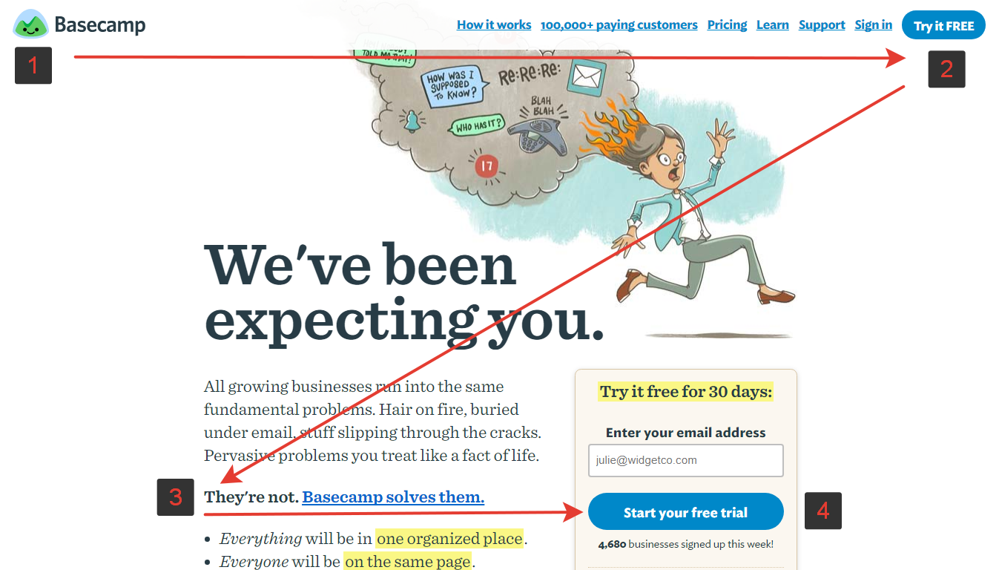 Basecamp
How it works 100,000+ paying customers Pricing Learn Support Sign in Try it FREE
1
2
TOLD ME THAT!
HOW WAS I
SUPPOSED
TO KNOW?
Re:Re:Re:
BLAH
BLAH
WHO HAS IT?
17
We've been
expecting you.
All growing businesses run into the same
fundamental problems. Hair on fire, buried
under email, stuff slipping through the cracks.
Pervasive problems you treat like a fact of life.
They're not. Basecamp solves them.
3
Everything will be in one organized place.
Everyone will be on the same page.
Try it free for 30 days:
Enter your email address
julie@widgetco.com
Start your free trial
4
4,680 businesses signed up this week!